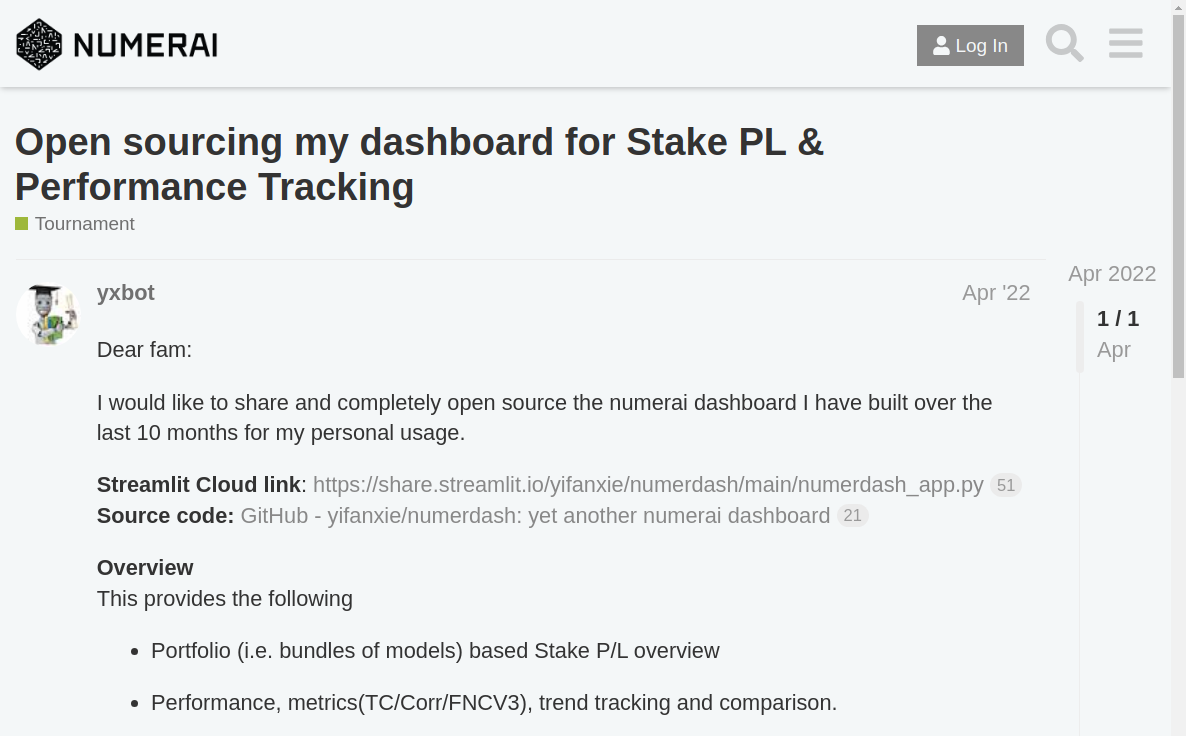 NUMERAI
Log In
Open sourcing my dashboard for Stake PL &
Performance Tracking
Tournament
yxbot
Apr '22
Apr 2022
1 / 1
Apr
Dear fam:
I would like to share and completely open source the numerai dashboard I have built over the
last 10 months for my personal usage.
Streamlit Cloud link: https://share.streamlit.io/yifanxie/numerdash/main/numerdash_app.py 51
Source code: GitHub - yifanxie/numerdash: yet another numerai dashboard 21
Overview
This provides the following
• Portfolio (i.e. bundles of models) based Stake P/L overview
• Performance, metrics(TC/Corr/FNCV3), trend tracking and comparison.